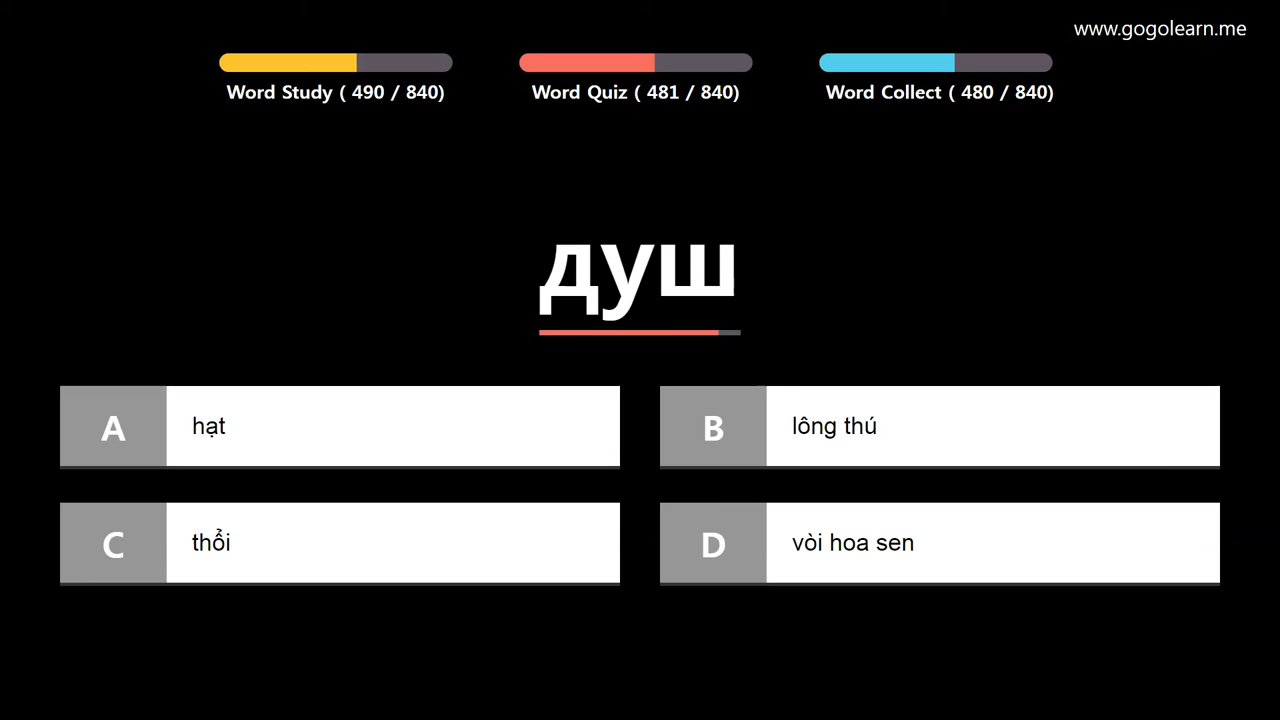 www.gogolearn.me
Word Study ( 490 / 840)
Word Quiz ( 481 / 840)
Word Collect ( 480 / 840)
душ
A hạt
B lông thú
C thổi
D vòi hoa sen